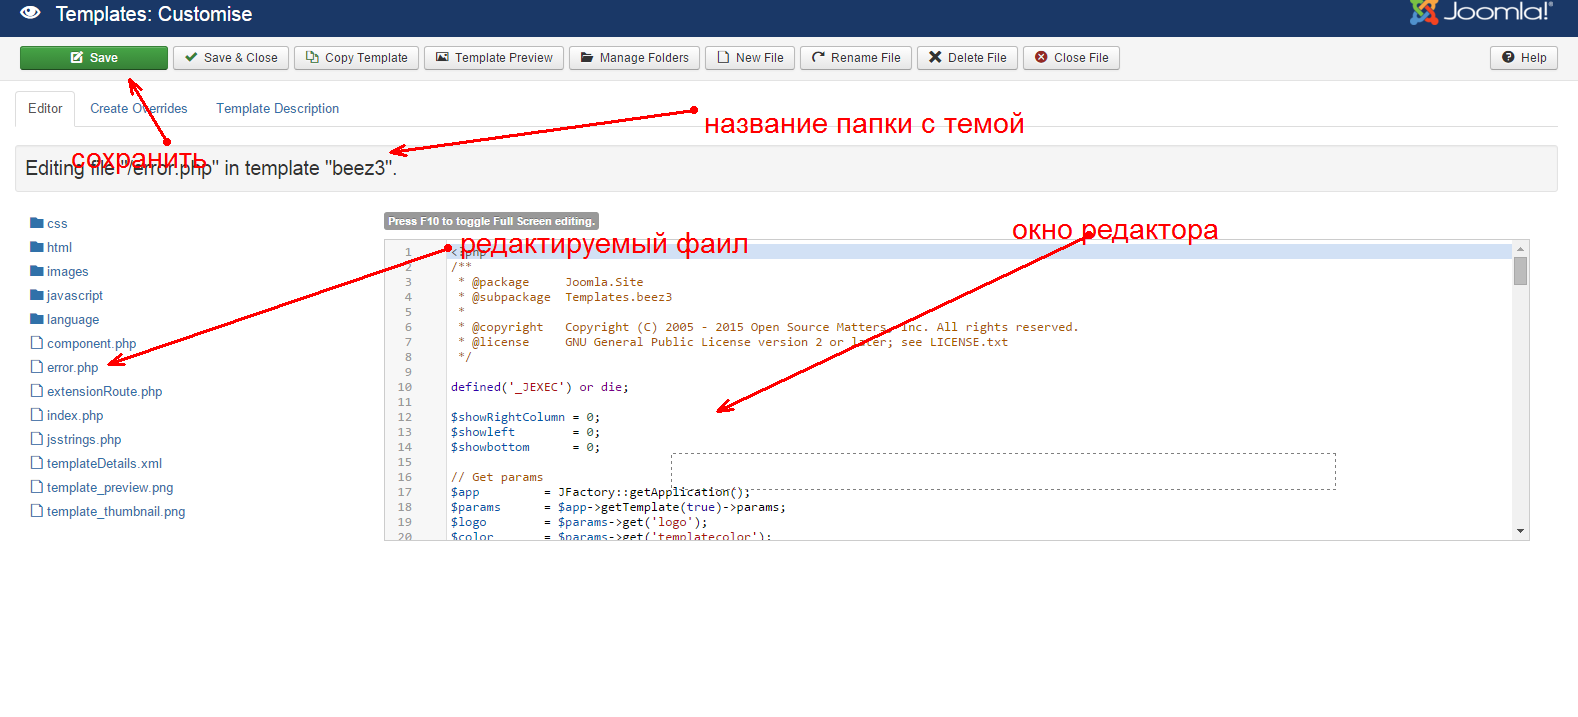 Templates: Customise
Joomla!
Save
Save & Close
Copy Template
Template Preview
Manage Folders
New File
Rename File
Delete File
Close File
Help
Editor
Create Overrides
Template Description
название папки с темой
сохранить
Editing file "/error.php" in template "beez3".
css
html
images
javascript
language
component.php
error.php
extensionRoute.php
index.php
jsstrings.php
templateDetails.xml
template_preview.png
template_thumbnail.png
Press F10 to toggle Full Screen editing.
редактируемый фаил
окно редактора
1 <?php
2 /**
3 * @package Joomla.Site
4 * @subpackage Templates.beez3
5 *
6 * @copyright Copyright (C) 2005 - 2015 Open Source Matters, Inc. All rights reserved.
7 * @license GNU General Public License version 2 or later; see LICENSE.txt
8 */
9
10 defined('_JEXEC') or die;
11
12 $showRightColumn = 0;
13 $showleft = 0;
14 $showbottom = 0;
15
16 // Get params
17 $app = JFactory::getApplication();
18 $params = $app->getTemplate(true)->params;
19 $logo = $params->get('logo');
20 $color = $params->get('templatecolor');